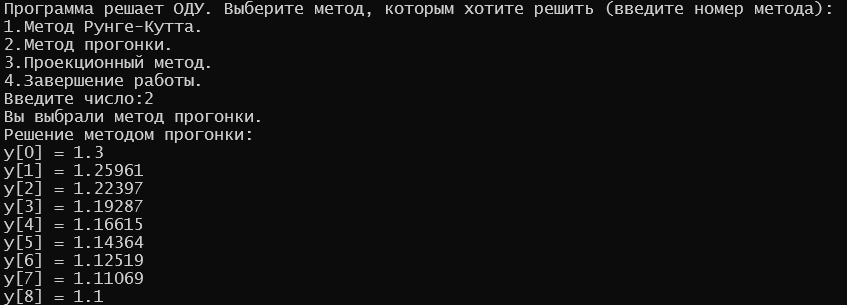 Программа решает ОДУ. Выберите метод, которым хотите решить (введите номер метода):
1.Метод Рунге-Кутта.
2.Метод прогонки.
3.Проекционный метод.
4.Завершение работы.
Введите число:2
Вы выбрали метод прогонки.
Решение методом прогонки:
y[0] = 1.3
y[1] = 1.25961
y[2] = 1.22397
y[3] = 1.19287
y[4] = 1.16615
y[5] = 1.14364
y[6] = 1.12519
y[7] = 1.11069
y[8] = 1.1